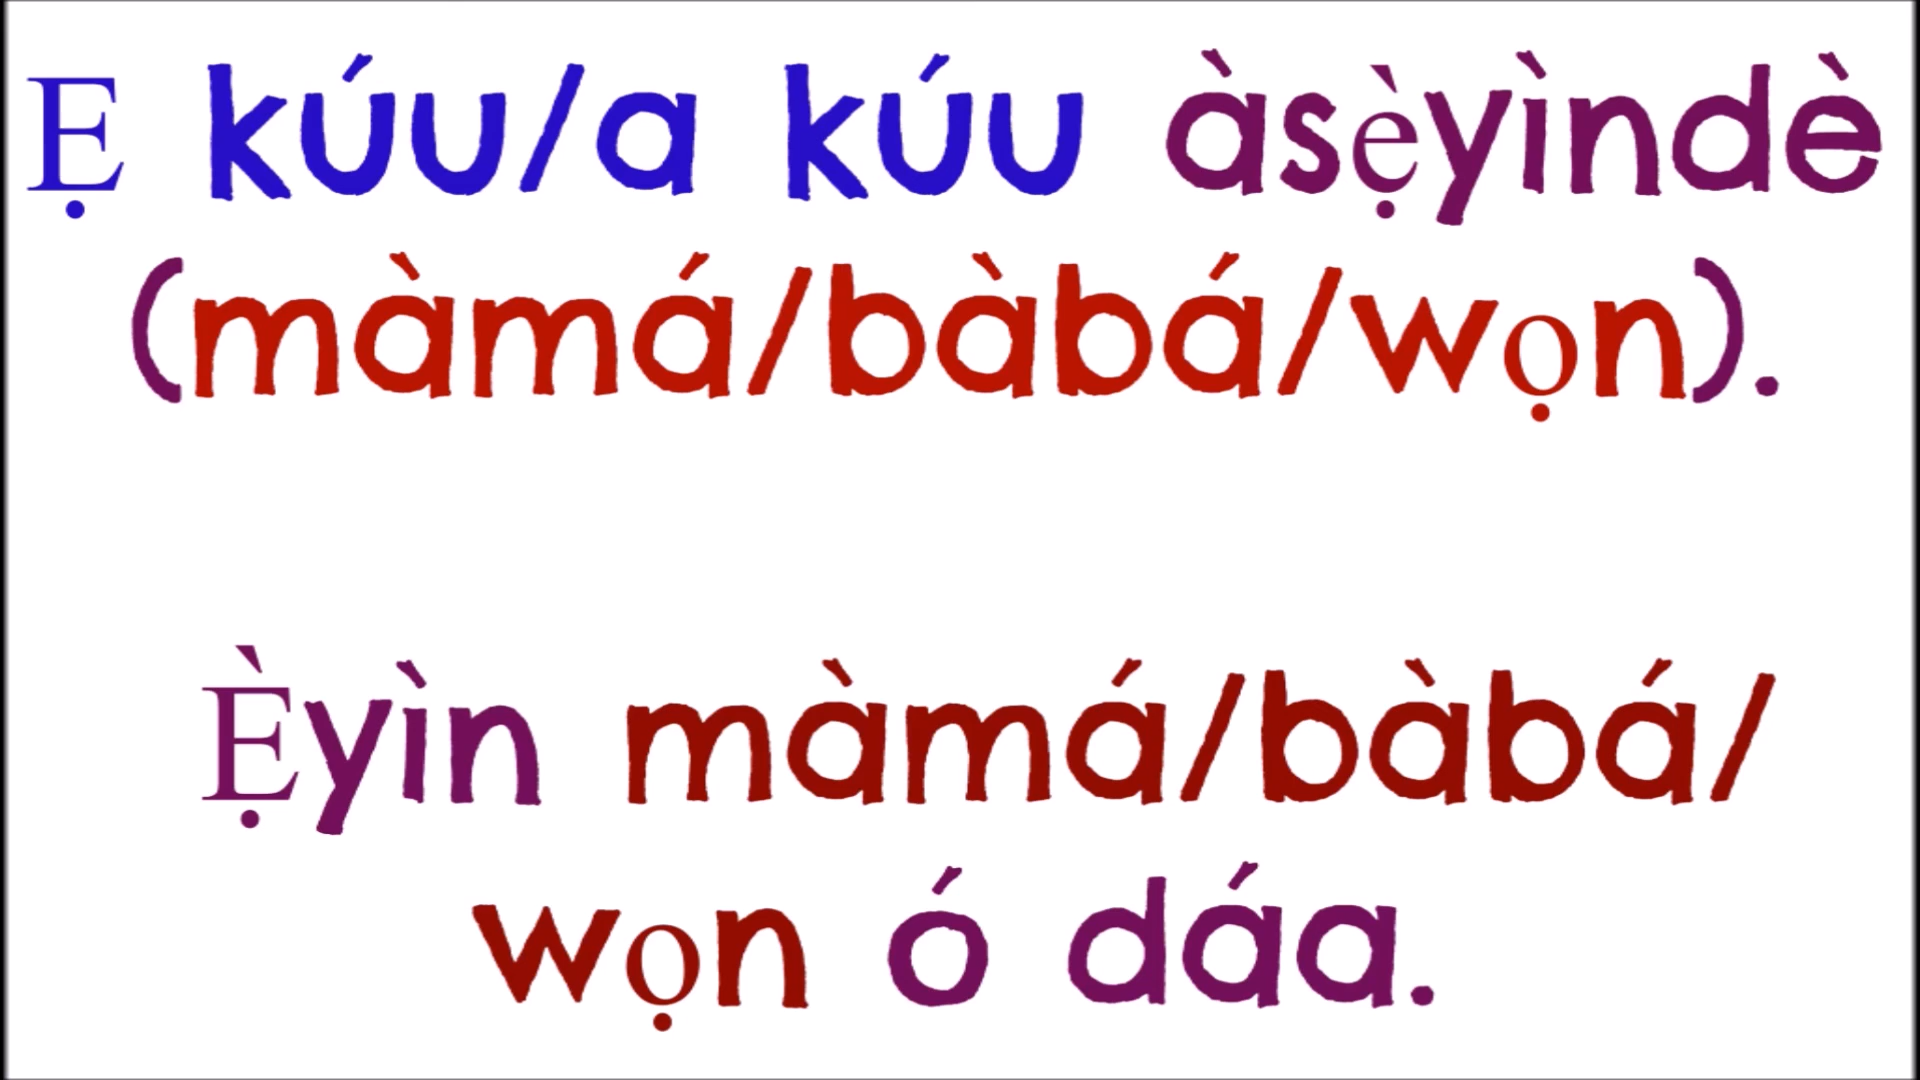 Ẹ kúu/a kúu àsẹ̀yìndè
(màmá/bàbá/wọn).
Ẹ̀yìn màmá/bàbá/
wọn ó dáa.